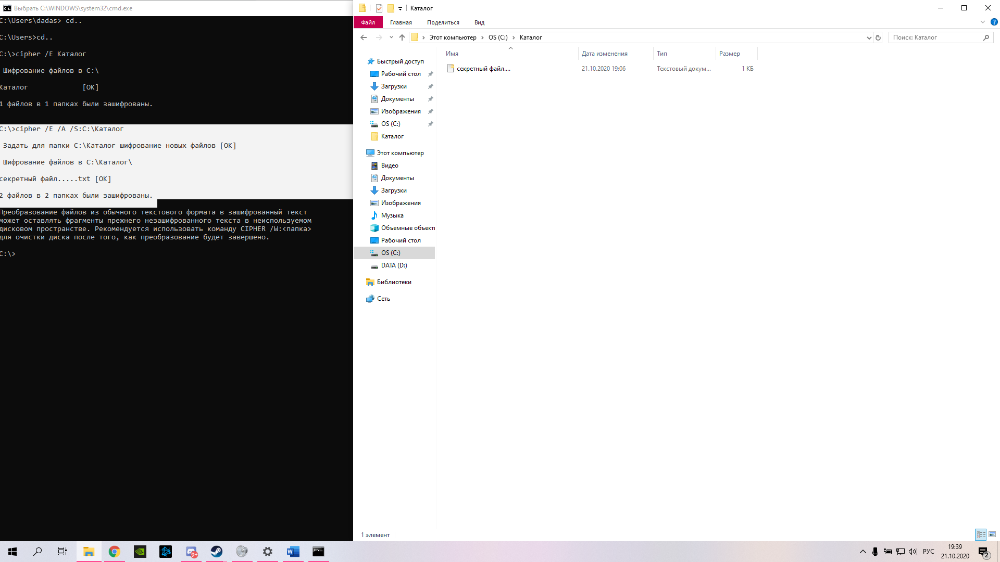 Выбрать C:\WINDOWS\system32\cmd.exe
C:\Users\dadas> cd..
C:\Users>cd..
C:\>cipher /E Каталог
Шифрование файлов в C:\
Каталог [OK]
1 файлов в 1 папках были зашифрованы.
C:\>cipher /E /A /S:C:\Каталог
Задать для папки C:\Каталог шифрование новых файлов [OK]
Шифрование файлов в C:\Каталог\
секретный файл.....txt [OK]
2 файлов в 2 папках были зашифрованы.
Преобразование файлов из обычного текстового формата в зашифрованный текст
может оставлять фрагменты прежнего незашифрованного текста в неиспользуемом
дисковом пространстве. Рекомендуется использовать команду CIPHER /W:<папка>
для очистки диска после того, как преобразование будет завершено.
C:\>
Каталог
Файл Главная Поделиться Вид
Этот компьютер OS (C:) Каталог
Поиск: Каталог
Имя Дата изменения Тип Размер
секретный файл.... 21.10.2020 19:06 Текстовый докум... 1 КБ
Быстрый доступ
Рабочий стол
Загрузки
Документы
Изображения
OS (C:)
Каталог
Этот компьютер
Видео
Документы
Загрузки
Изображения
Музыка
Объемные объект
Рабочий стол
OS (C:)
DATA (D:)
Библиотеки
Сеть
1 элемент
9+
РУС
19:39
21.10.2020
2